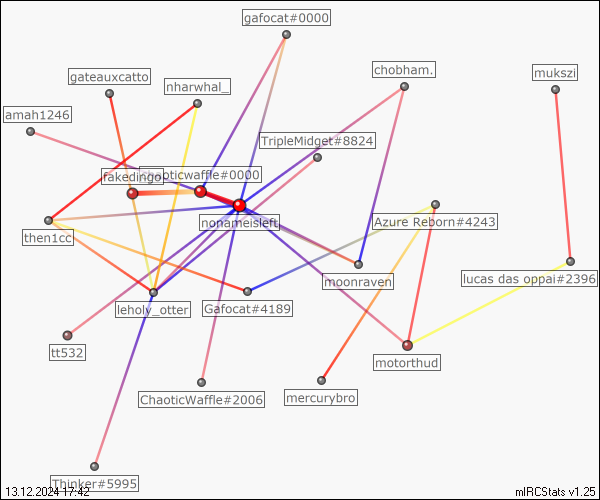 gafocat#0000
chobham.
gateauxcatto
mukszi
nharwhal_
amah1246
TripleMidget#8824
chaoticwaffle#0000
fakedingo
nonameisleft
Azure Reborn#4243
then1cc
moonraven
lucas das oppai#2396
leholy_otter
Gafocat#4189
tt532
motorthud
ChaoticWaffle#2006
mercurybro
Thinker#5995
13.12.2024 17:42
mIRCStats v1.25